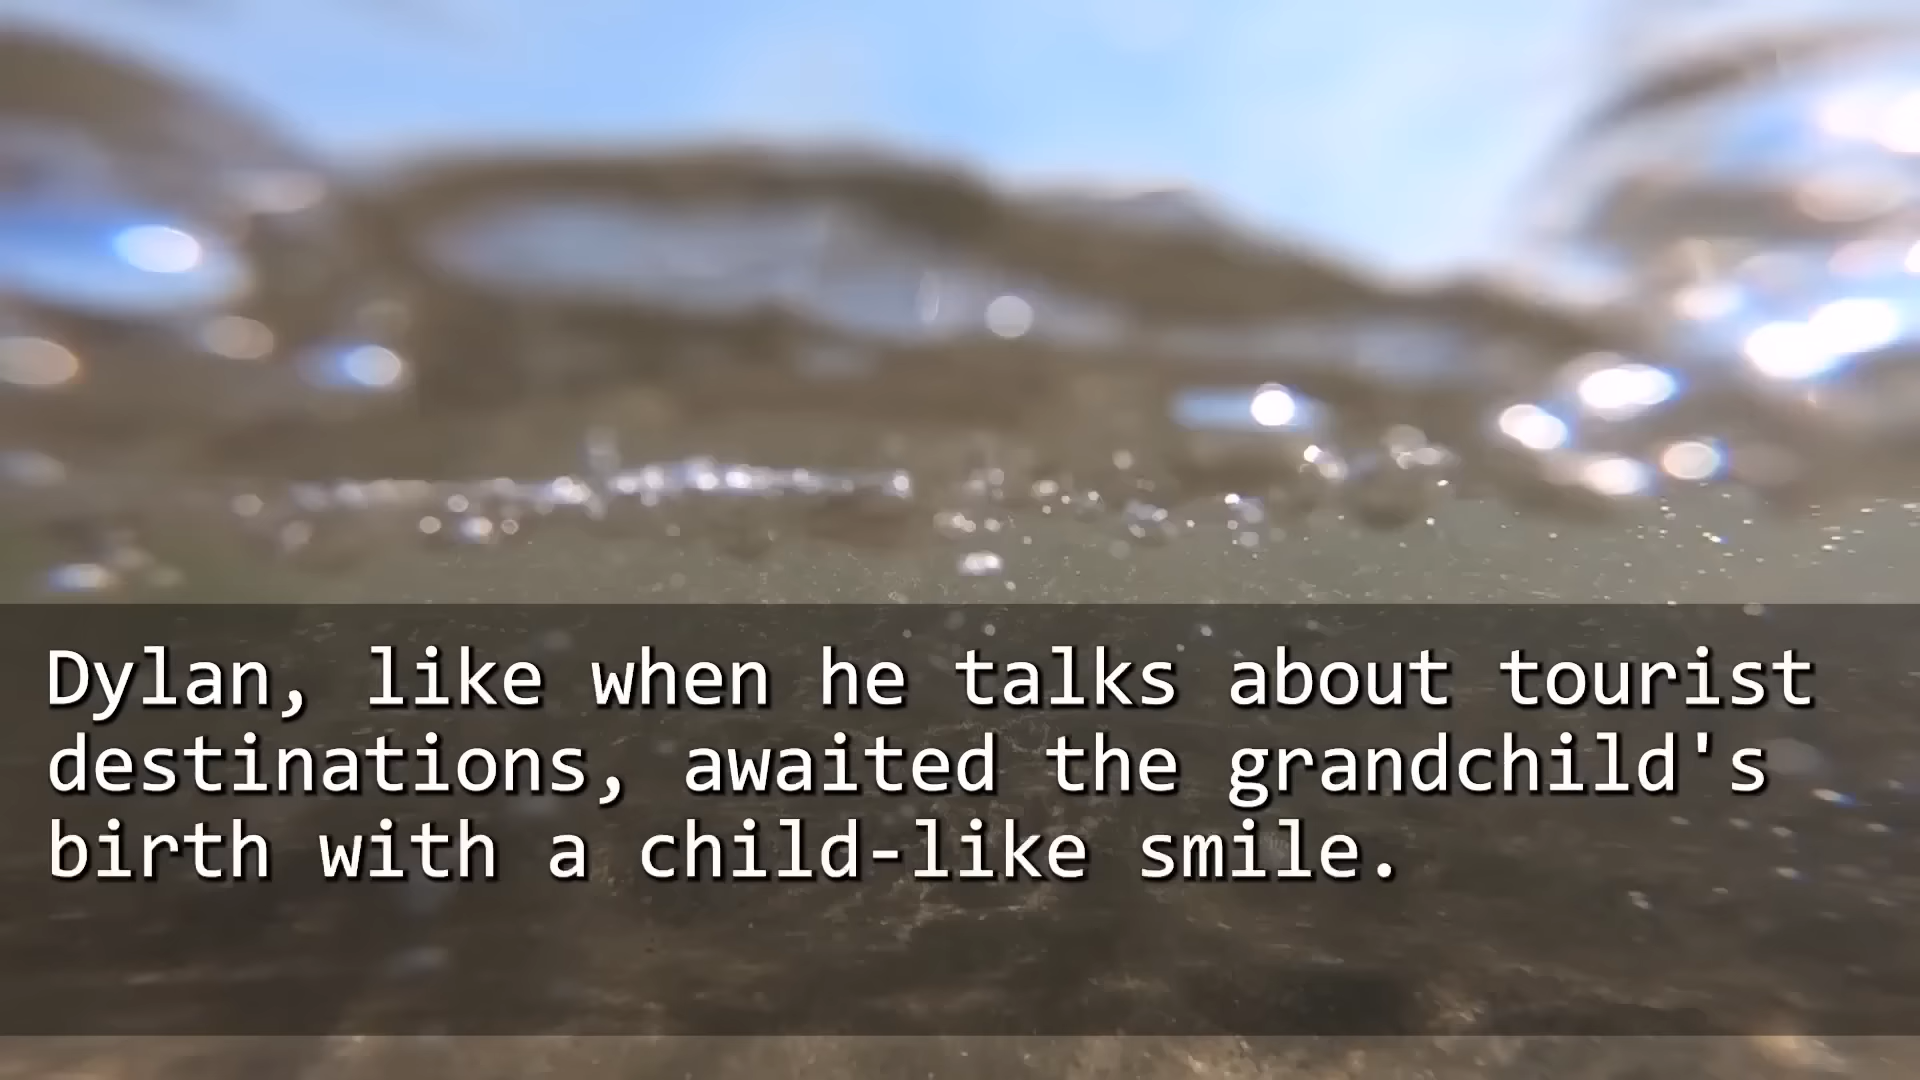 Dylan, like when he talks about tourist
destinations, awaited the grandchild's
birth with a child-like smile.